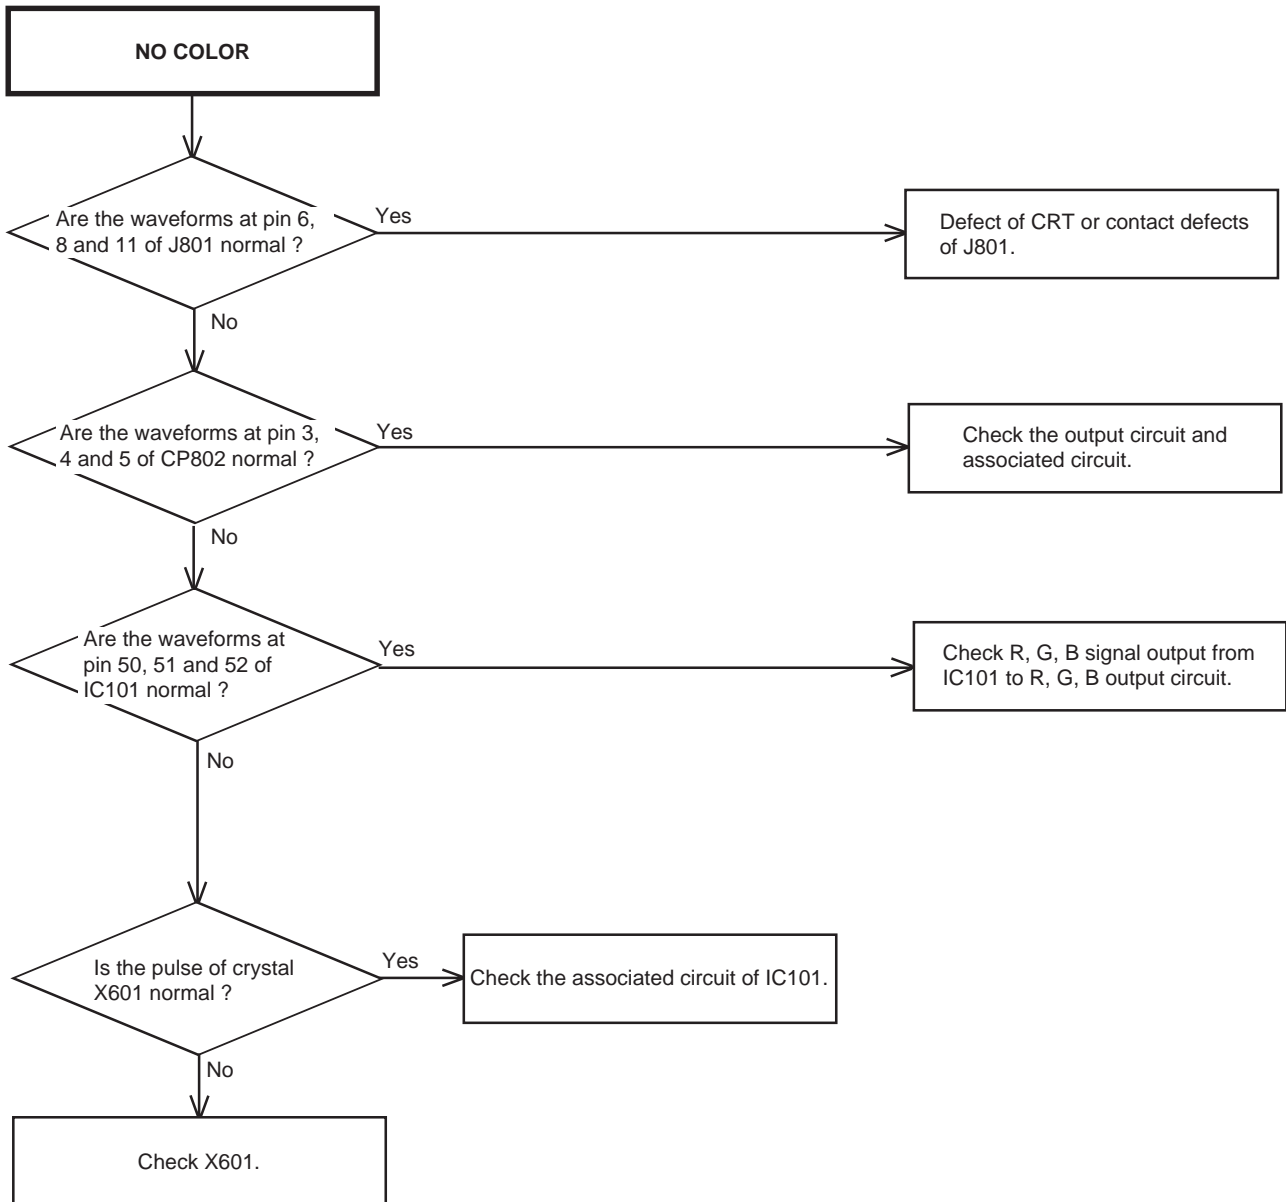 NO COLOR
Are the waveforms at pin 6,
8 and 11 of J801 normal ?
Yes
Defect of CRT or contact defects
of J801.
No
Are the waveforms at pin 3,
4 and 5 of CP802 normal ?
Yes
Check the output circuit and
associated circuit.
No
Are the waveforms at
pin 50, 51 and 52 of
IC101 normal ?
Yes
Check R, G, B signal output from
IC101 to R, G, B output circuit.
No
Is the pulse of crystal
X601 normal ?
Yes
Check the associated circuit of IC101.
No
Check X601.